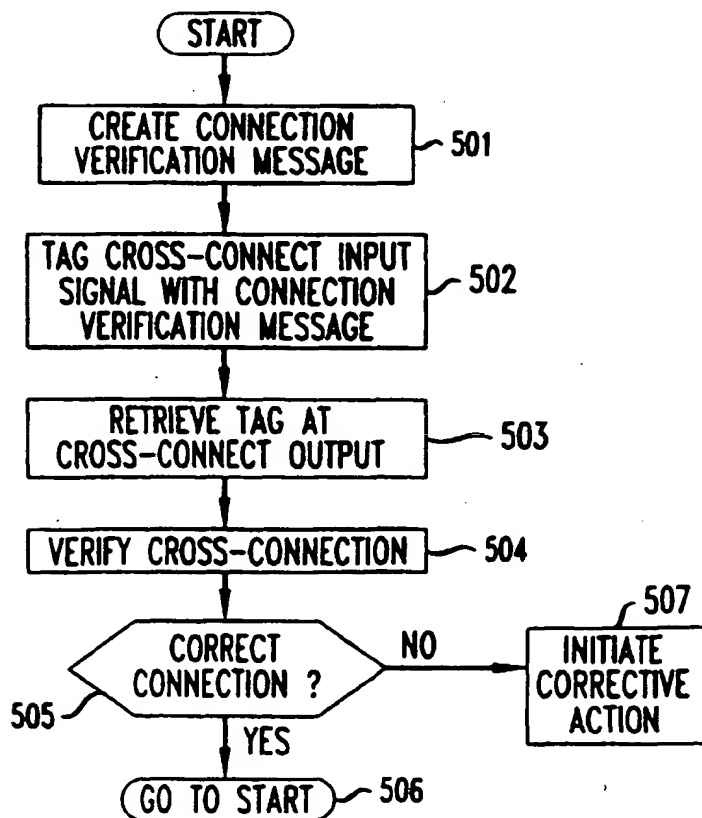 START
CREATE CONNECTION
VERIFICATION MESSAGE
501
TAG CROSS-CONNECT INPUT
SIGNAL WITH CONNECTION
VERIFICATION MESSAGE
502
RETRIEVE TAG AT
CROSS-CONNECT OUTPUT
503
VERIFY CROSS-CONNECTION
504
CORRECT
CONNECTION ?
505
NO
507
INITIATE
CORRECTIVE
ACTION
YES
GO TO START
506